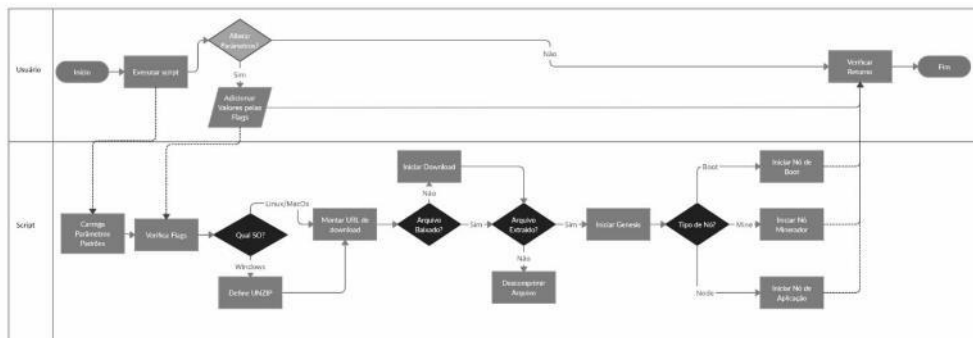 Usuário
Início
Executar script
Alterar
Parâmetros?
Não
Sim
Adicionar
Valores pelas
Flags
Verificar
Retorno
Fim
Script
Carrega
Parâmetros
Padrões
Verifica Flags
Qual SO?
Linux/MacOs
Windows
Define UNZIP
Montar URL de
download
Iniciar Download
Não
Arquivo
Baixado?
Sim
Arquivo
Extraído?
Não
Descomprimir
Arquivo
Sim
Iniciar Genesis
Tipo de Nó?
Boot
Iniciar Nó de
Boot
Mine
Iniciar Nó
Minerador
Node
Iniciar Nó de
Aplicação